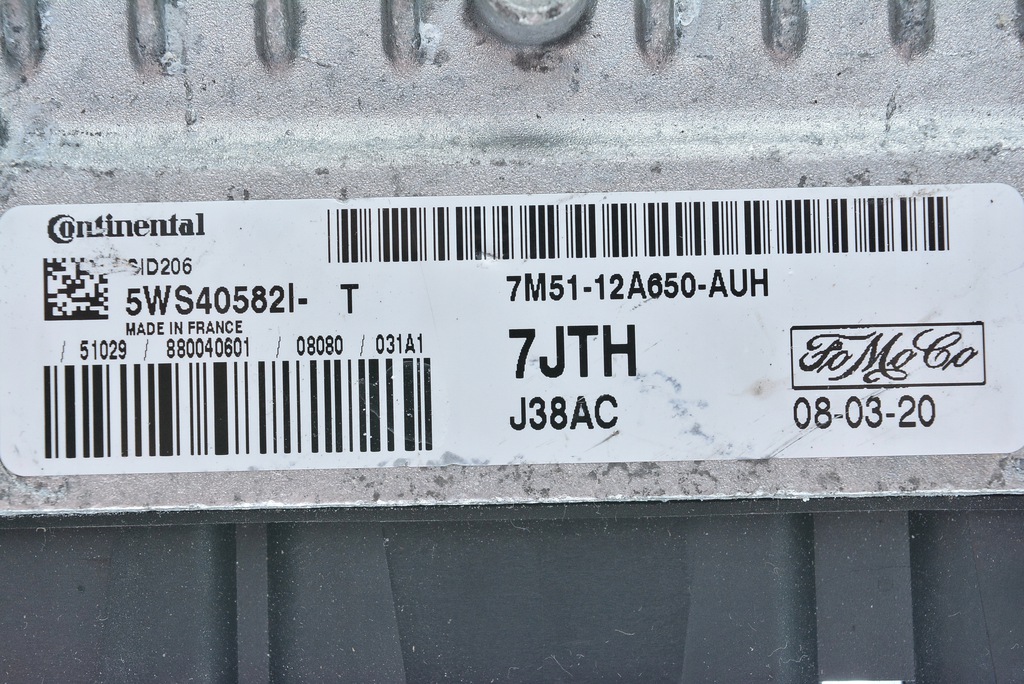 Continental
SID206
5WS40582I- T
MADE IN FRANCE
/ 51029 / 880040601 / 08080 / 031A1
7M51-12A650-AUH
7JTH
J38AC
FoMoCo
08-03-20